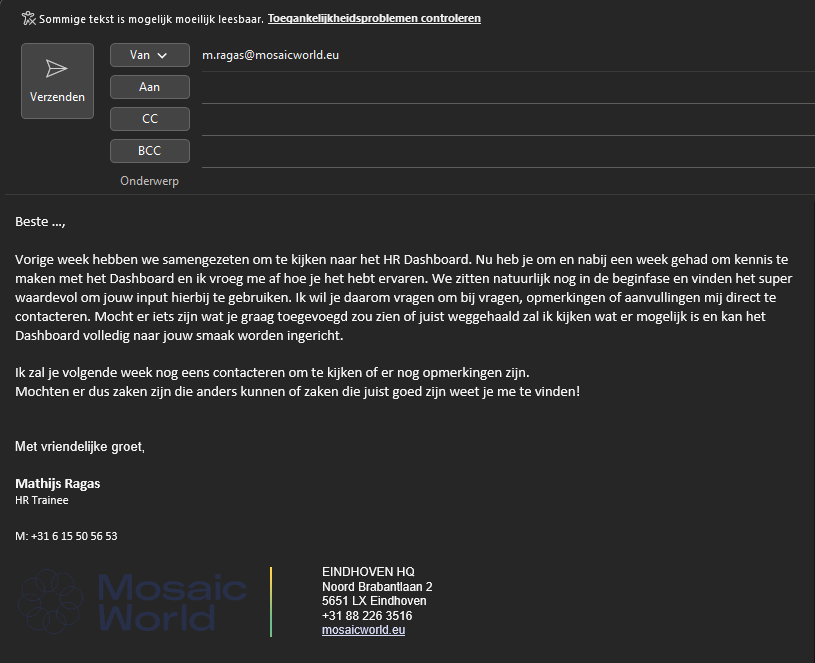 Sommige tekst is mogelijk moeilijk leesbaar. Toegankelijkheidsproblemen controleren
Verzenden
Van
m.ragas@mosaicworld.eu
Aan
CC
BCC
Onderwerp
Beste ...,
Vorige week hebben we samengezeten om te kijken naar het HR Dashboard. Nu heb je om en nabij een week gehad om kennis te
maken met het Dashboard en ik vroeg me af hoe je het hebt ervaren. We zitten natuurlijk nog in de beginfase en vinden het super
waardevol om jouw input hierbij te gebruiken. Ik wil je daarom vragen om bij vragen, opmerkingen of aanvullingen mij direct te
contacteren. Mocht er iets zijn wat je graag toegevoegd zou zien of juist weggehaald zal ik kijken wat er mogelijk is en kan het
Dashboard volledig naar jouw smaak worden ingericht.
Ik zal je volgende week nog eens contacteren om te kijken of er nog opmerkingen zijn.
Mochten er dus zaken zijn die anders kunnen of zaken die juist goed zijn weet je me te vinden!
Met vriendelijke groet,
Mathijs Ragas
HR Trainee
M: +31 6 15 50 56 53
Mosaic
World
EINDHOVEN HQ
Noord Brabantlaan 2
5651 LX Eindhoven
+31 88 226 3516
mosaicworld.eu